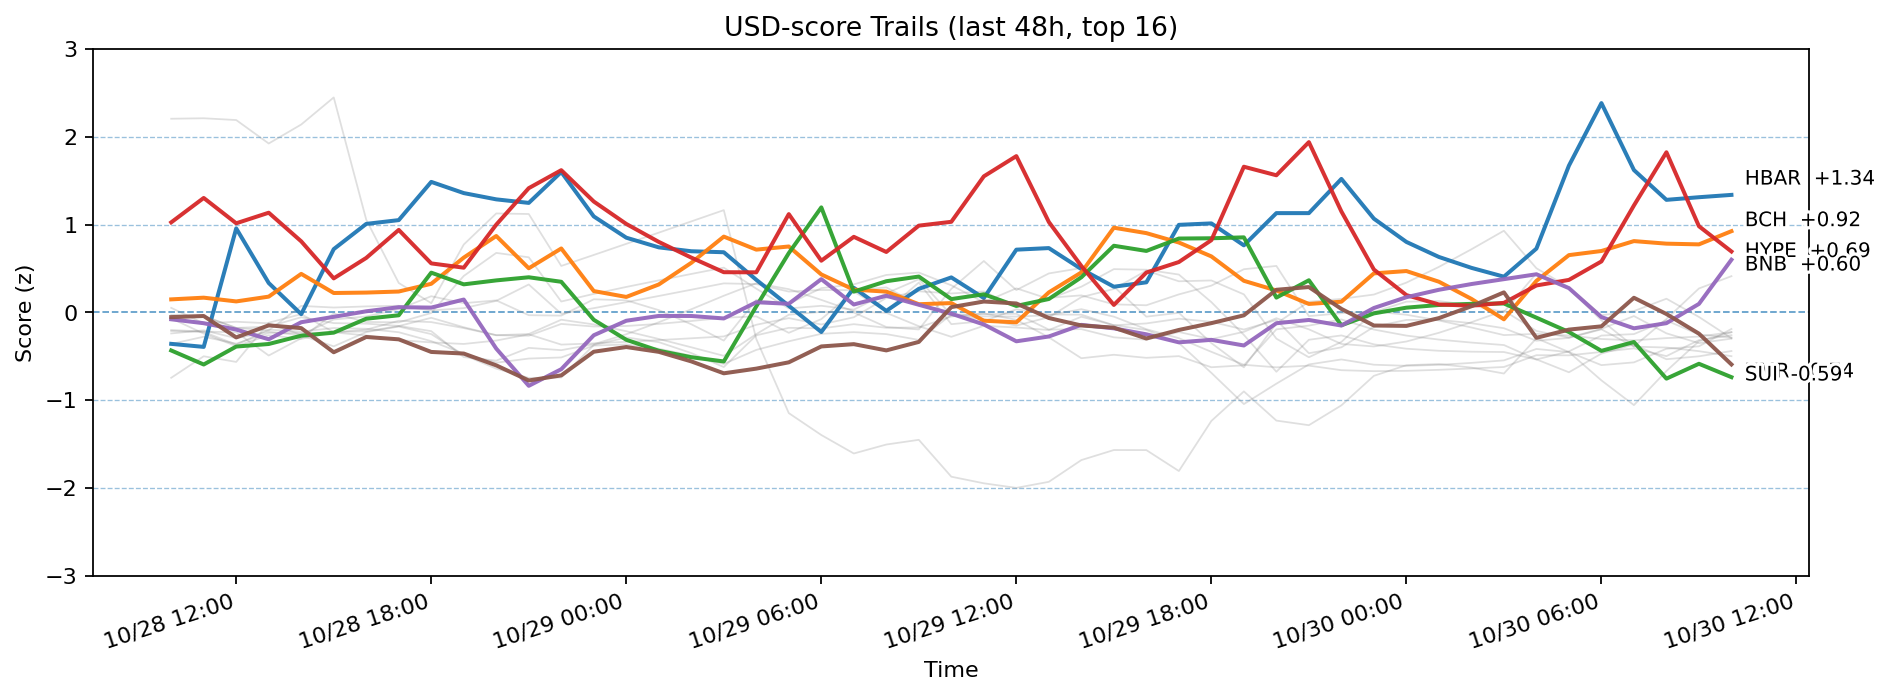 USD-score Trails (last 48h, top 16)
Score (z)
3
2
1
0
−1
−2
−3
HBAR +1.34
BCH +0.92
HYPE +0.69
BNB +0.60
SUI
10/28 12:00
10/28 18:00
10/29 00:00
10/29 06:00
10/29 12:00
10/29 18:00
10/30 00:00
10/30 06:00
10/30 12:00
Time